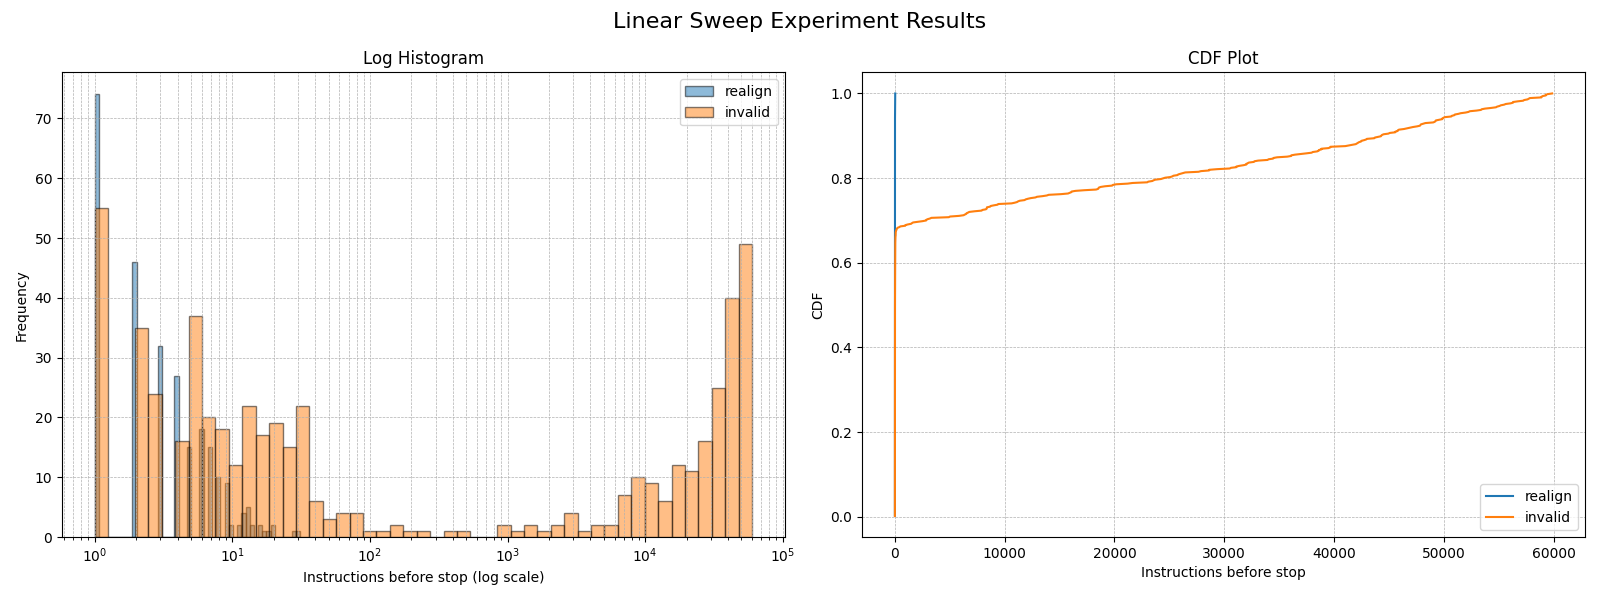 Linear Sweep Experiment Results
Log Histogram
Frequency
70
60
50
40
30
20
10
0
realign
invalid
10⁰
10¹
10²
10³
10⁴
10⁵
Instructions before stop (log scale)
CDF Plot
CDF
1.0
0.8
0.6
0.4
0.2
0.0
realign
invalid
0
10000
20000
30000
40000
50000
60000
Instructions before stop